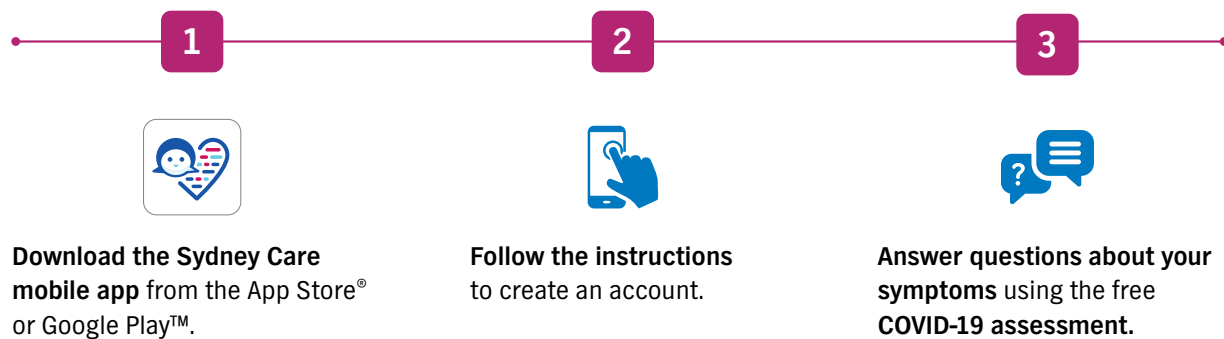 1
2
3
?
Download the Sydney Care
mobile app from the App Store®
or Google Play™.
Follow the instructions
to create an account.
Answer questions about your
symptoms using the free
COVID-19 assessment.